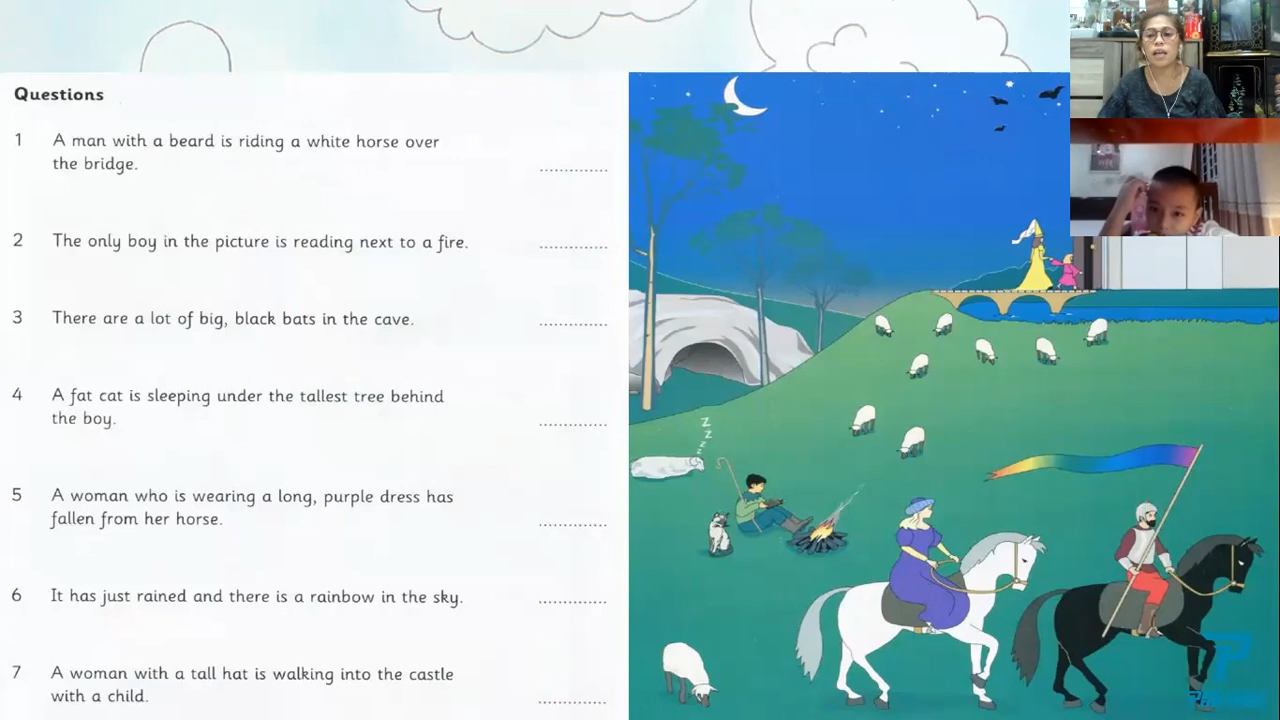 Questions
1 A man with a beard is riding a white horse over
the bridge. ..............
2 The only boy in the picture is reading next to a fire. ..............
3 There are a lot of big, black bats in the cave. ..............
4 A fat cat is sleeping under the tallest tree behind
the boy. ..............
5 A woman who is wearing a long, purple dress has
fallen from her horse. ..............
6 It has just rained and there is a rainbow in the sky. ..............
7 A woman with a tall hat is walking into the castle
with a child. ..............
Z
Z
Z
Z